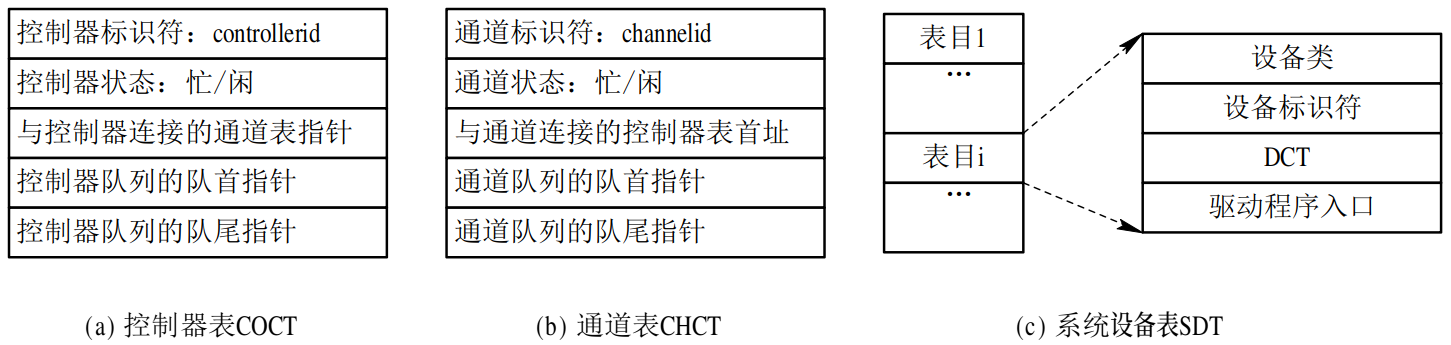 控制器标识符：controllerid
控制器状态：忙/闲
与控制器连接的通道表指针
控制器队列的队首指针
控制器队列的队尾指针
(a) 控制器表COCT
通道标识符：channelid
通道状态：忙/闲
与通道连接的控制器表首址
通道队列的队首指针
通道队列的队尾指针
(b) 通道表CHCT
表目1
…
表目i
…
设备类
设备标识符
DCT
驱动程序入口
(c) 系统设备表SDT